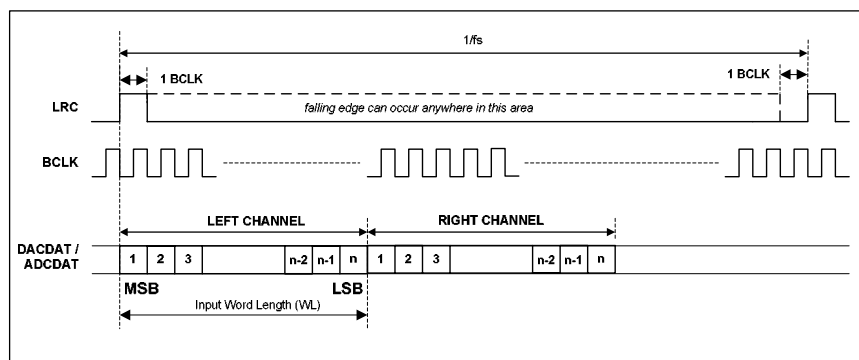 1/fs
1 BCLK
1 BCLK
LRC
falling edge can occur anywhere in this area
BCLK
LEFT CHANNEL
RIGHT CHANNEL
DACDAT /
ADCDAT
1 2 3 n-2 n-1 n 1 2 3 n-2 n-1 n
MSB LSB
Input Word Length (WL)